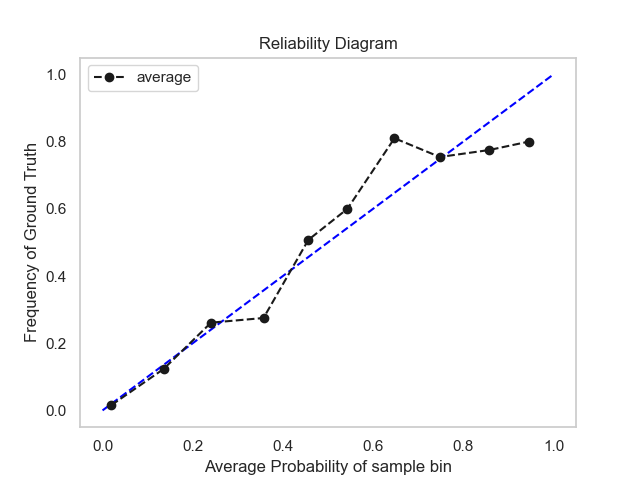 Reliability Diagram
average
Frequency of Ground Truth
1.0
0.8
0.6
0.4
0.2
0.0
0.0 0.2 0.4 0.6 0.8 1.0
Average Probability of sample bin